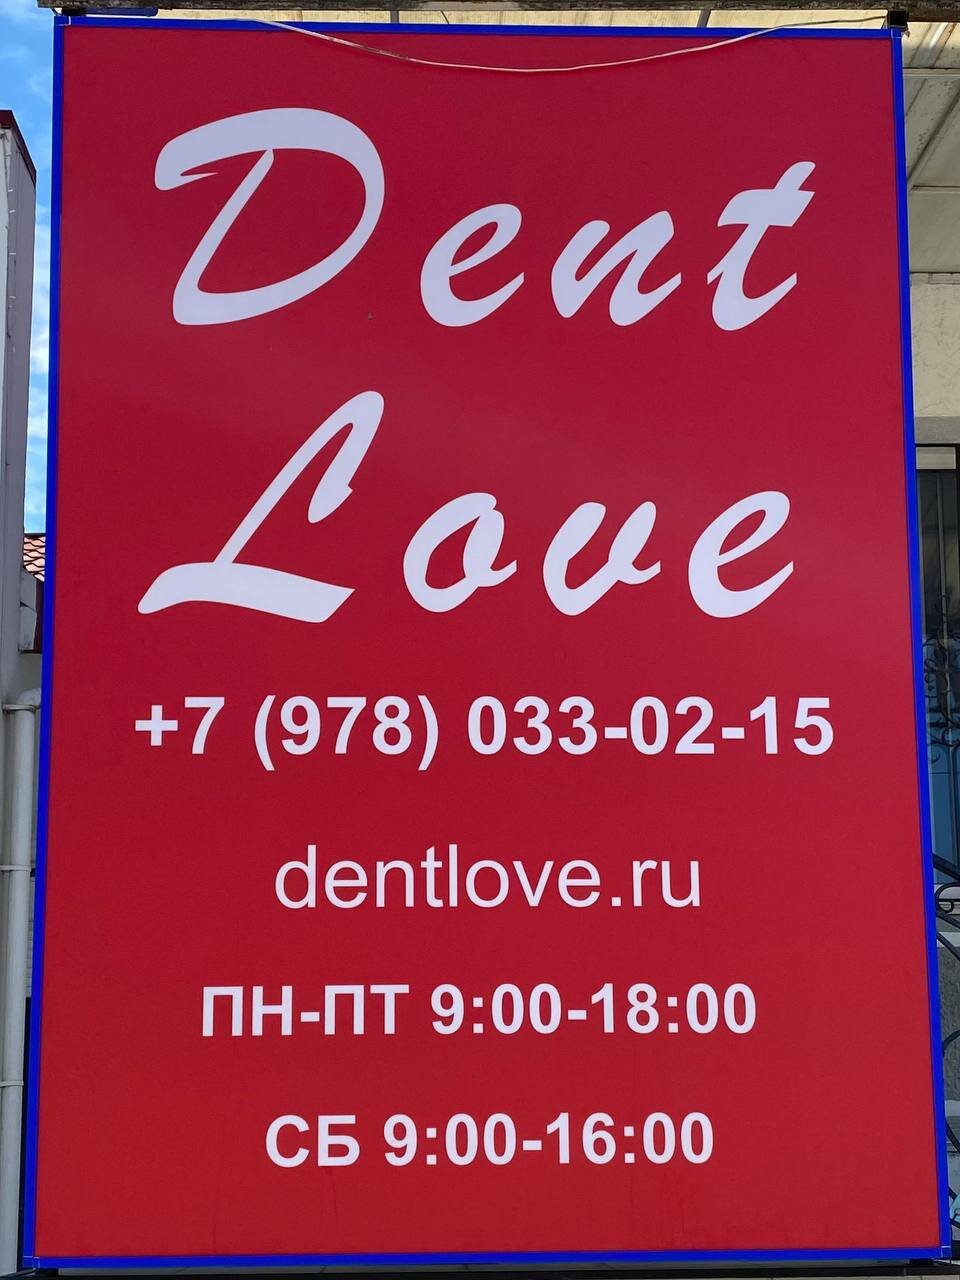 Dent
Love
+7 (978) 033-02-15
dentlove.ru
ПН-ПТ 9:00-18:00
СБ 9:00-16:00